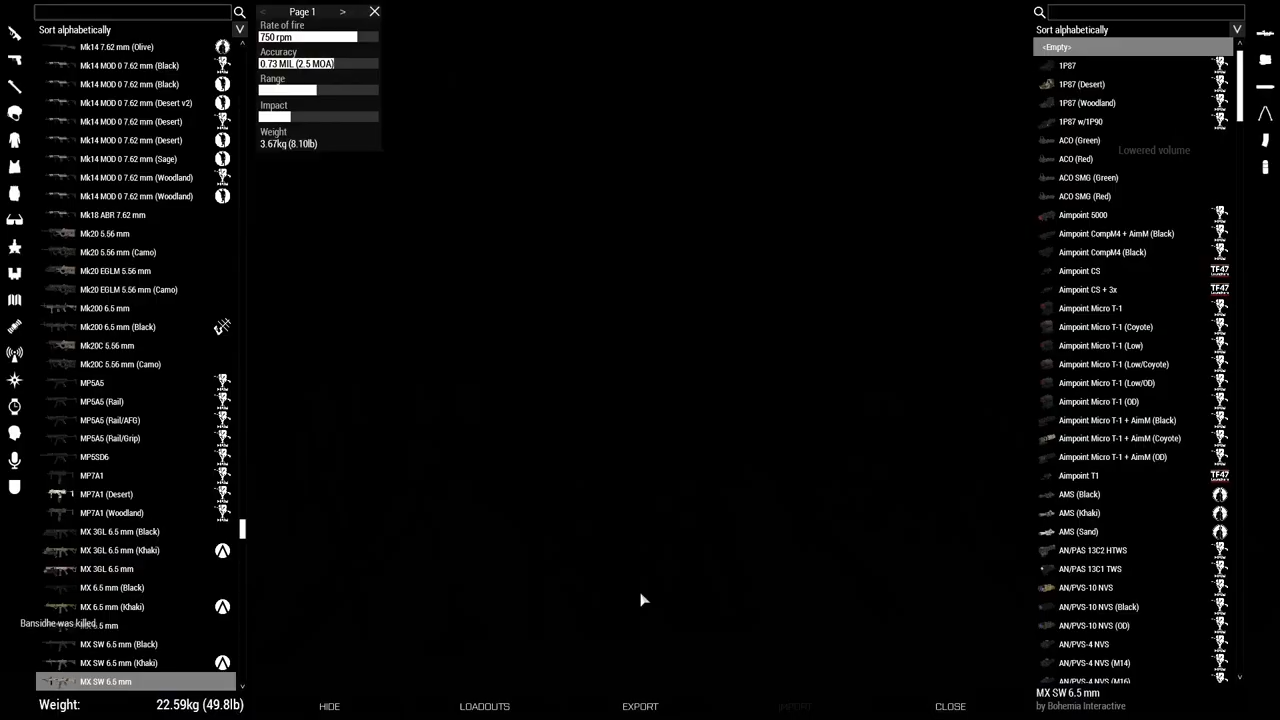 Sort alphabetically
Mk14 7.62 mm (Olive)
Mk14 MOD 0 7.62 mm (Black)
Mk14 MOD 0 7.62 mm (Black)
Mk14 MOD 0 7.62 mm (Desert v2)
Mk14 MOD 0 7.62 mm (Desert)
Mk14 MOD 0 7.62 mm (Desert)
Mk14 MOD 0 7.62 mm (Sage)
Mk14 MOD 0 7.62 mm (Woodland)
Mk14 MOD 0 7.62 mm (Woodland)
Mk18 ABR 7.62 mm
Mk20 5.56 mm
Mk20 5.56 mm (Camo)
Mk20 EGLM 5.56 mm
Mk20 EGLM 5.56 mm (Camo)
Mk200 6.5 mm
Mk200 6.5 mm (Black)
Mk20C 5.56 mm
Mk20C 5.56 mm (Camo)
MP5A5
MP5A5 (Rail)
MP5A5 (Rail/AFG)
MP5A5 (Rail/Grip)
MP5SD6
MP7A1
MP7A1 (Desert)
MP7A1 (Woodland)
MX 3GL 6.5 mm (Black)
MX 3GL 6.5 mm (Khaki)
MX 3GL 6.5 mm
MX 6.5 mm (Black)
MX 6.5 mm (Khaki)
Bansidhe was killed.
MX SW 6.5 mm (Black)
MX SW 6.5 mm (Khaki)
MX SW 6.5 mm
Weight: 22.59kg (49.8lb)
< Page 1 >
Rate of fire
750 rpm
Accuracy
0.73 MIL (2.5 MOA)
Range
Impact
Weight
3.67kg (8.10lb)
HIDE
LOADOUTS
EXPORT
IMPORT
CLOSE
Sort alphabetically
<Empty>
1P87
1P87 (Desert)
1P87 (Woodland)
1P87 w/1P90
ACO (Green)
Lowered volume
ACO (Red)
ACO SMG (Green)
ACO SMG (Red)
Aimpoint 5000
Aimpoint CompM4 + AimM (Black)
Aimpoint CompM4 (Black)
Aimpoint CS
TF47
Aimpoint CS + 3x
TF47
Aimpoint Micro T-1
Aimpoint Micro T-1 (Coyote)
Aimpoint Micro T-1 (Low)
Aimpoint Micro T-1 (Low/Coyote)
Aimpoint Micro T-1 (Low/OD)
Aimpoint Micro T-1 (OD)
Aimpoint Micro T-1 + AimM (Black)
Aimpoint Micro T-1 + AimM (Coyote)
Aimpoint Micro T-1 + AimM (OD)
Aimpoint T1
TF47
AMS (Black)
AMS (Khaki)
AMS (Sand)
AN/PAS 13C2 HTWS
AN/PAS 13C1 TWS
AN/PVS-10 NVS
AN/PVS-10 NVS (Black)
AN/PVS-10 NVS (OD)
AN/PVS-4 NVS
AN/PVS-4 NVS (M14)
AN/PVS-4 NVS (M16)
MX SW 6.5 mm
by Bohemia Interactive